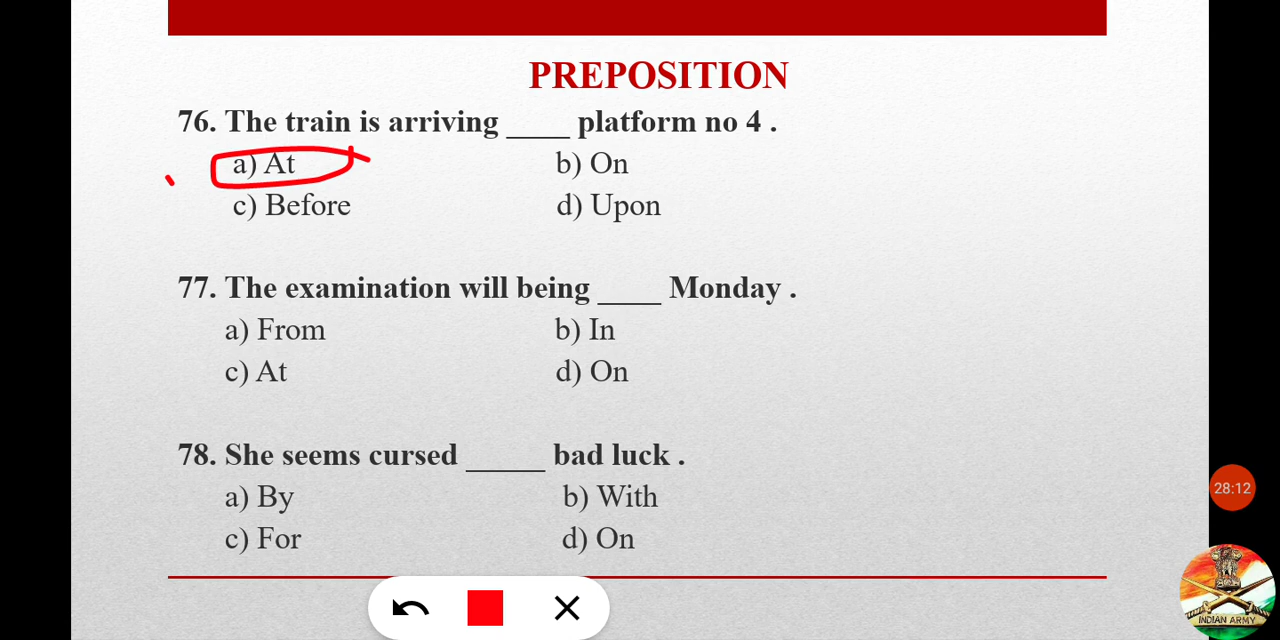 PREPOSITION
76. The train is arriving ____ platform no 4 .
a) At b) On
c) Before d) Upon
77. The examination will being ____ Monday .
a) From b) In
c) At d) On
78. She seems cursed _____ bad luck .
a) By b) With
c) For d) On
28:12
INDIAN ARMY